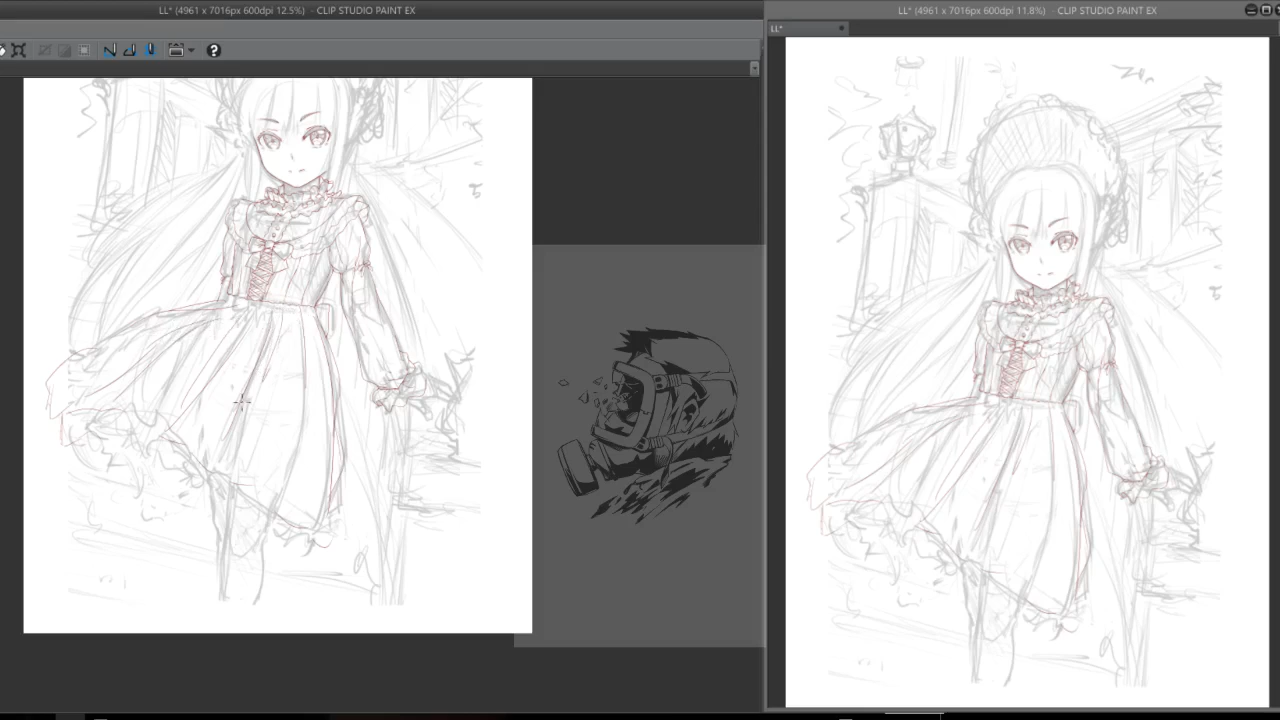 LL* (4961 x 7016px 600dpi 12.5%) - CLIP STUDIO PAINT EX
LL* (4961 x 7016px 600dpi 11.8%) - CLIP STUDIO PAINT EX
LL*